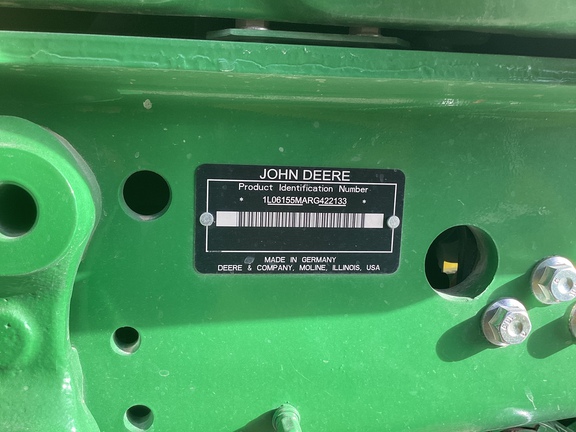 JOHN DEERE
Product Identification Number
* 1L06155MARG422133 *
MADE IN GERMANY
DEERE & COMPANY, MOLINE, ILLINOIS, USA